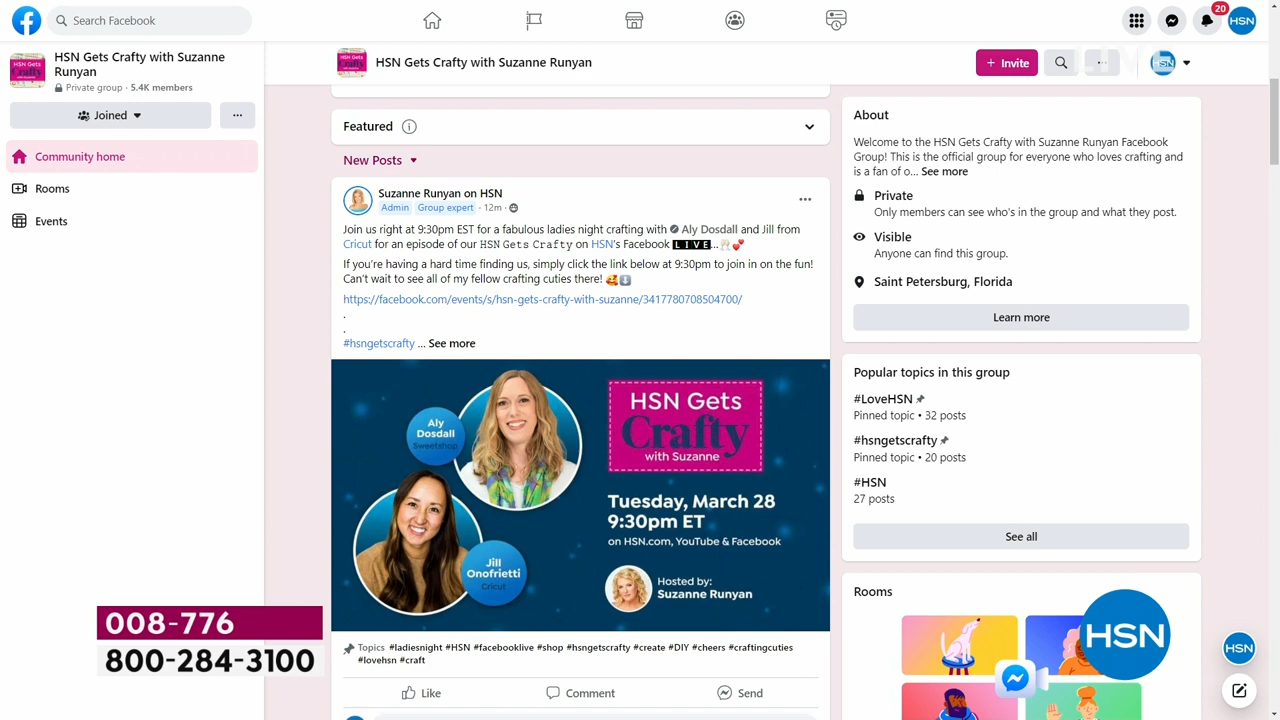 Search Facebook
20
HSN
HSN Gets Crafty with Suzanne
Runyan
Private group · 5.4K members
Joined
Community home
Rooms
Events
HSN Gets Crafty with Suzanne Runyan
+ Invite
Featured
New Posts
Suzanne Runyan on HSN
Admin Group expert · 12m ·
Join us right at 9:30pm EST for a fabulous ladies night crafting with Aly Dosdall and Jill from
Cricut for an episode of our HSN Gets Crafty on HSN's Facebook LIVE...
If you're having a hard time finding us, simply click the link below at 9:30pm to join in on the fun!
Can't wait to see all of my fellow crafting cuties there!
https://facebook.com/events/s/hsn-gets-crafty-with-suzanne/3417780708504700/
.
.
#hsngetscrafty ... See more
Aly
Dosdall
Sweetshop
Jill
Onofrietti
Cricut
HSN Gets
Crafty
with Suzanne
Tuesday, March 28
9:30pm ET
on HSN.com, YouTube & Facebook
Hosted by:
Suzanne Runyan
Topics #ladiesnight #HSN #facebooklive #shop #hsngetscrafty #create #DIY #cheers #craftingcuties
#lovehsn #craft
Like
Comment
Send
About
Welcome to the HSN Gets Crafty with Suzanne Runyan Facebook
Group! This is the official group for everyone who loves crafting and
is a fan of o... See more
Private
Only members can see who's in the group and what they post.
Visible
Anyone can find this group.
Saint Petersburg, Florida
Learn more
Popular topics in this group
#LoveHSN
Pinned topic • 32 posts
#hsngetscrafty
Pinned topic • 20 posts
#HSN
27 posts
See all
Rooms
HSN
HSN
008-776
800-284-3100